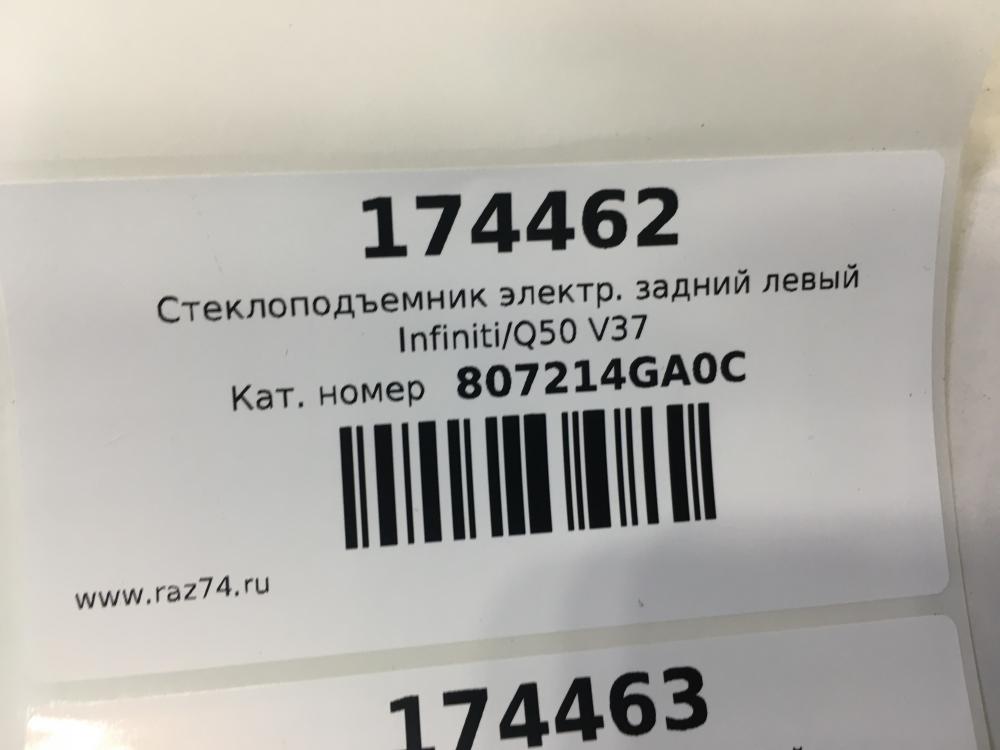 174462
Стеклоподъемник электр. задний левый
Infiniti/Q50 V37
Кат. номер 807214GA0C
www.raz74.ru
174463